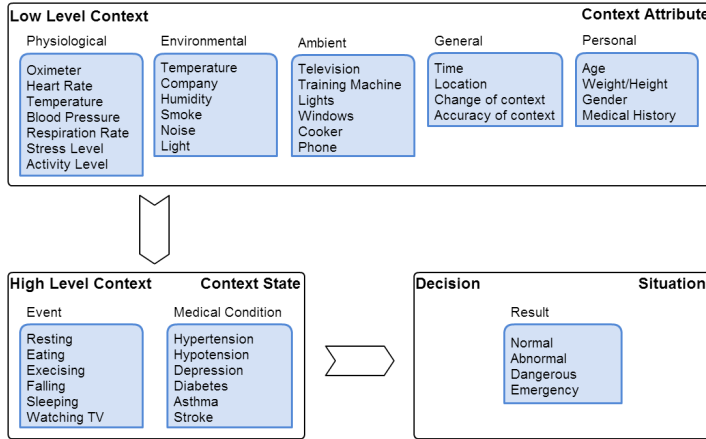 Low Level Context
Context Attribute
Physiological
Oximeter
Heart Rate
Temperature
Blood Pressure
Respiration Rate
Stress Level
Activity Level
Environmental
Temperature
Company
Humidity
Smoke
Noise
Light
Ambient
Television
Training Machine
Lights
Windows
Cooker
Phone
General
Time
Location
Change of context
Accuracy of context
Personal
Age
Weight/Height
Gender
Medical History
High Level Context
Context State
Event
Resting
Eating
Execising
Falling
Sleeping
Watching TV
Medical Condition
Hypertension
Hypotension
Depression
Diabetes
Asthma
Stroke
Decision
Situation
Result
Normal
Abnormal
Dangerous
Emergency